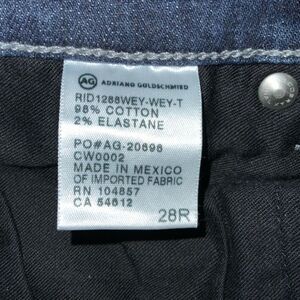 AG ADRIANO GOLDSCHMIED
RID1288WEY-WEY-T
98% COTTON
2% ELASTANE
PO#AG-20696
CW0002
MADE IN MEXICO
OF IMPORTED FABRIC
RN 104857
CA 54612
28R